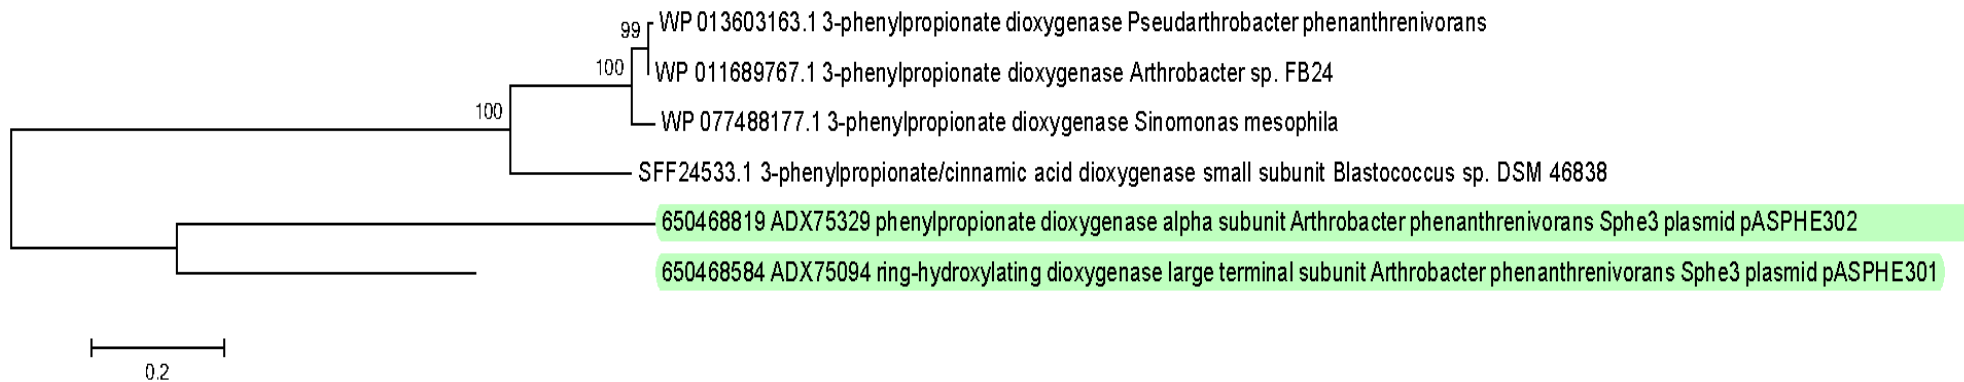 99
WP 013603163.1 3-phenylpropionate dioxygenase Pseudarthrobacter phenanthrenivorans
100
WP 011689767.1 3-phenylpropionate dioxygenase Arthrobacter sp. FB24
100
WP 077488177.1 3-phenylpropionate dioxygenase Sinomonas mesophila
SFF24533.1 3-phenylpropionate/cinnamic acid dioxygenase small subunit Blastococcus sp. DSM 46838
650468819 ADX75329 phenylpropionate dioxygenase alpha subunit Arthrobacter phenanthrenivorans Sphe3 plasmid pASPHE302
650468584 ADX75094 ring-hydroxylating dioxygenase large terminal subunit Arthrobacter phenanthrenivorans Sphe3 plasmid pASPHE301
0.2